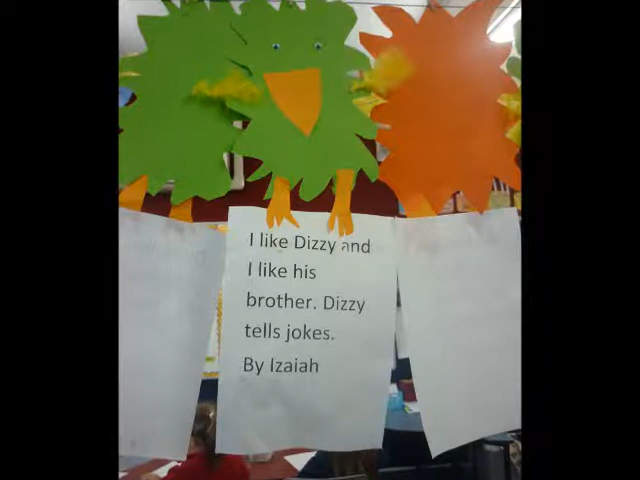 I like Dizzy and
I like his
brother. Dizzy
tells jokes.
By Izaiah